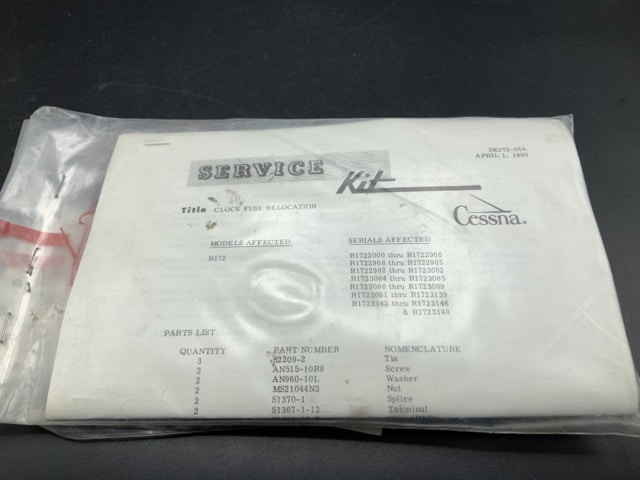 SK172-65A
APRIL 1, 1980
SERVICE Kit
Cessna.
Title CLOCK FUSE RELOCATION
MODELS AFFECTED SERIALS AFFECTED
R172 R1722000 thru R1722966
R1722968 thru R1722985
R1722987 thru R1723082
R1723084 thru R1723085
R1723088 thru R1723089
R1723091 thru R1723139
R1723142 thru R1723146
& R1723148
PARTS LIST:
QUANTITY PART NUMBER NOMENCLATURE
3 S2209-2 Tie
2 AN515-10R8 Screw
2 AN960-10L Washer
2 MS21044N3 Nut
2 S1370-1 Splice
2 S1367-1-13 Terminal